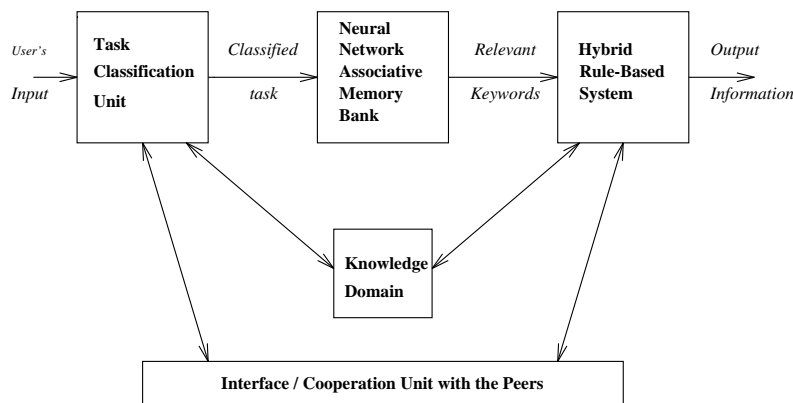 User's
Input
Task
Classification
Unit
Classified
task
Neural
Network
Associative
Memory
Bank
Relevant
Keywords
Hybrid
Rule-Based
System
Output
Information
Knowledge
Domain
Interface / Cooperation Unit with the Peers